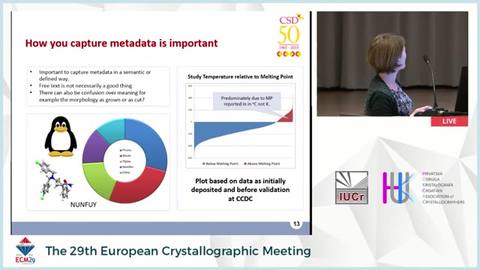 How you capture metadata is important
CSD
50
• Important to capture metadata in a semantic or
defined way.
• Free text is not necessarily a good thing
• There can also be confusion over meaning for
example the morphology as grown or as cut?
NUNFUY
Study Temperature relative to Melting Point
Predominantly due to MP
reported is in °C not K.
Below Melting Point
Above Melting Point
Plot based on data as initially
deposited and before validation
at CCDC
13
LIVE
IUCr
HRVATSKA
UDRUGA
KRISTALOGRAFA
CROATIAN
ASSOCIATION of
CRYSTALLOGRAPHERS
ECM29
The 29th European Crystallographic Meeting